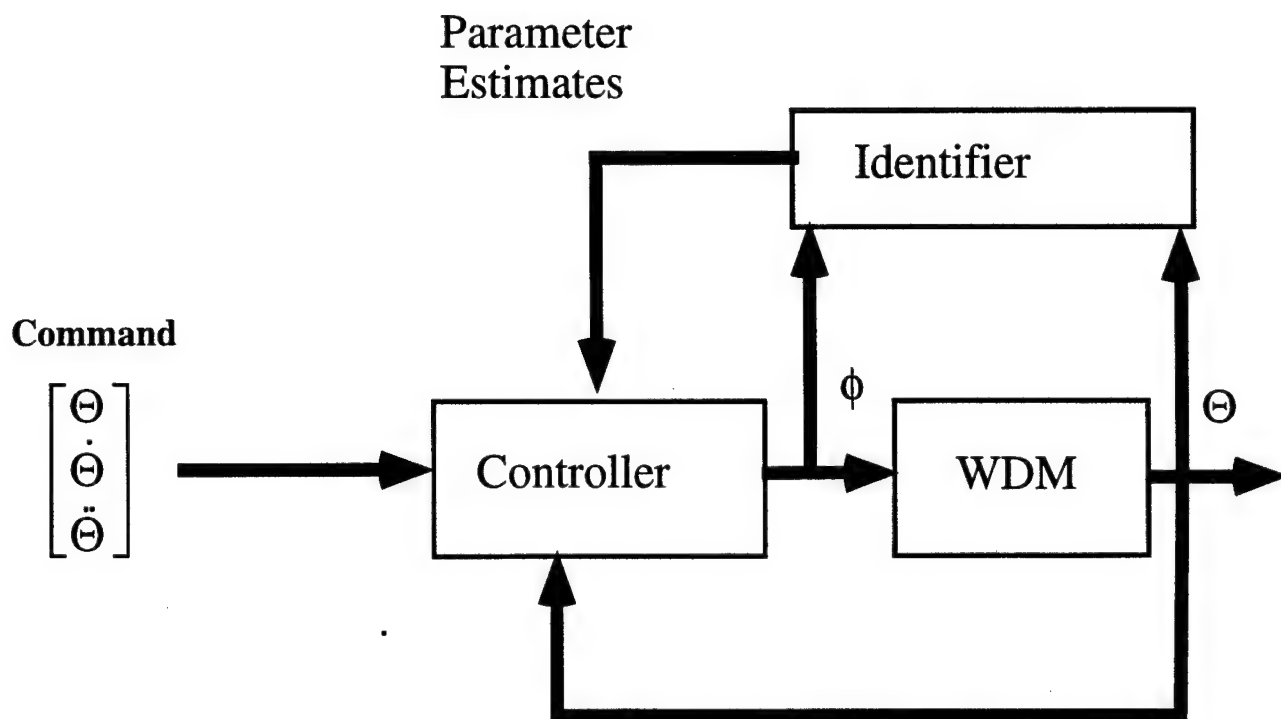 Parameter
Estimates
Identifier
Command
Θ
Θ̇
Θ̈
Controller
ϕ
WDM
Θ